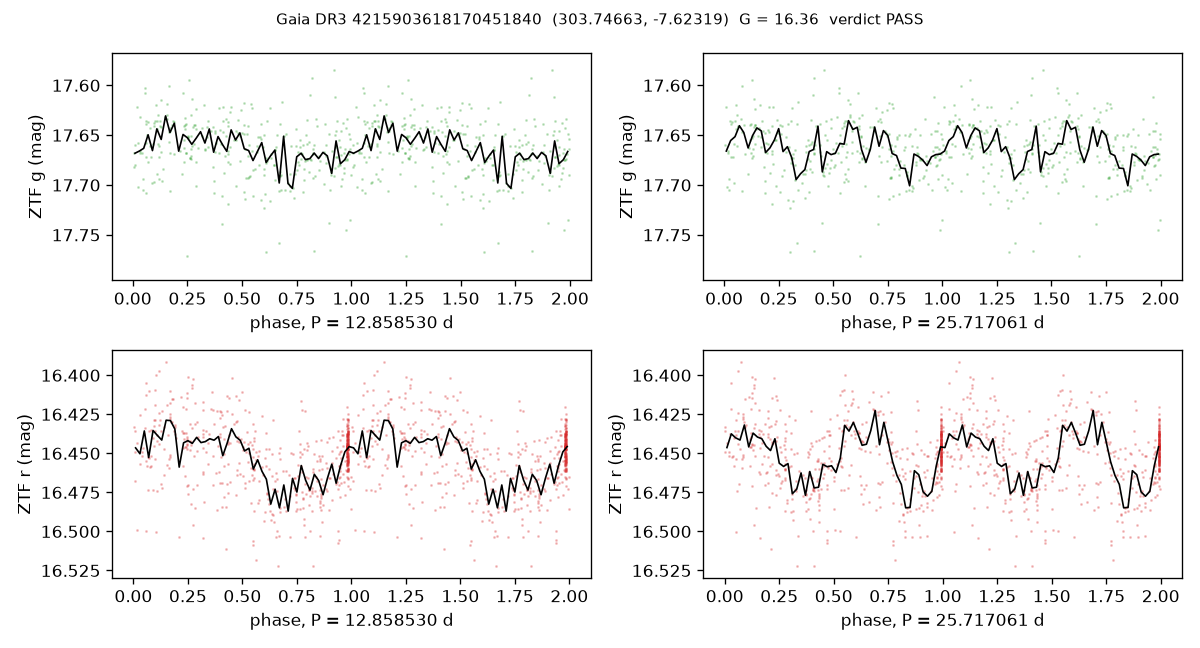 Gaia DR3 4215903618170451840 (303.74663, -7.62319) G = 16.36 verdict PASS
ZTF g (mag)
17.60
17.65
17.70
17.75
0.00 0.25 0.50 0.75 1.00 1.25 1.50 1.75 2.00
phase, P = 12.858530 d
ZTF g (mag)
17.60
17.65
17.70
17.75
0.00 0.25 0.50 0.75 1.00 1.25 1.50 1.75 2.00
phase, P = 25.717061 d
ZTF r (mag)
16.400
16.425
16.450
16.475
16.500
16.525
0.00 0.25 0.50 0.75 1.00 1.25 1.50 1.75 2.00
phase, P = 12.858530 d
ZTF r (mag)
16.400
16.425
16.450
16.475
16.500
16.525
0.00 0.25 0.50 0.75 1.00 1.25 1.50 1.75 2.00
phase, P = 25.717061 d